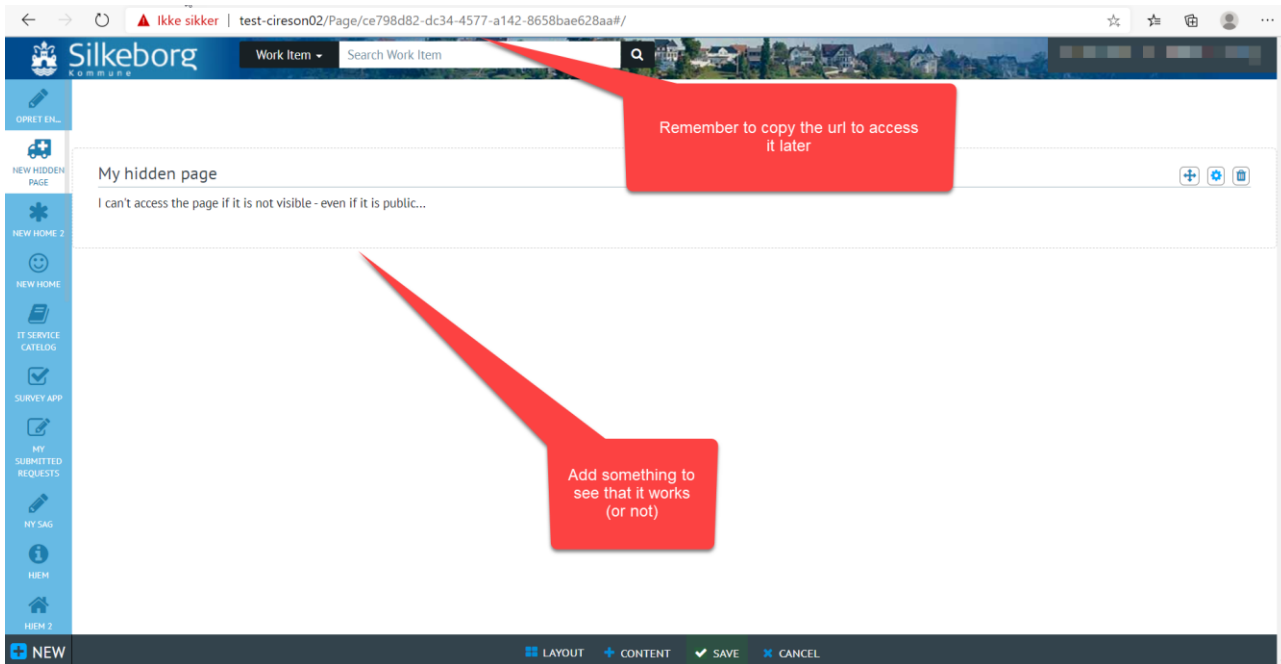 Ikke sikker | test-cireson02/Page/ce798d82-dc34-4577-a142-8658bae628aa#/
Silkeborg
Kommune
Work Item
Search Work Item
OPRET EN...
NEW HIDDEN
PAGE
NEW HOME 2
NEW HOME
IT SERVICE
CATELOG
SURVEY APP
MY
SUBMITTED
REQUESTS
NY SAG
HJEM
HJEM 2
Remember to copy the url to access
it later
My hidden page
I can't access the page if it is not visible - even if it is public...
Add something to
see that it works
(or not)
NEW
LAYOUT
CONTENT
SAVE
CANCEL